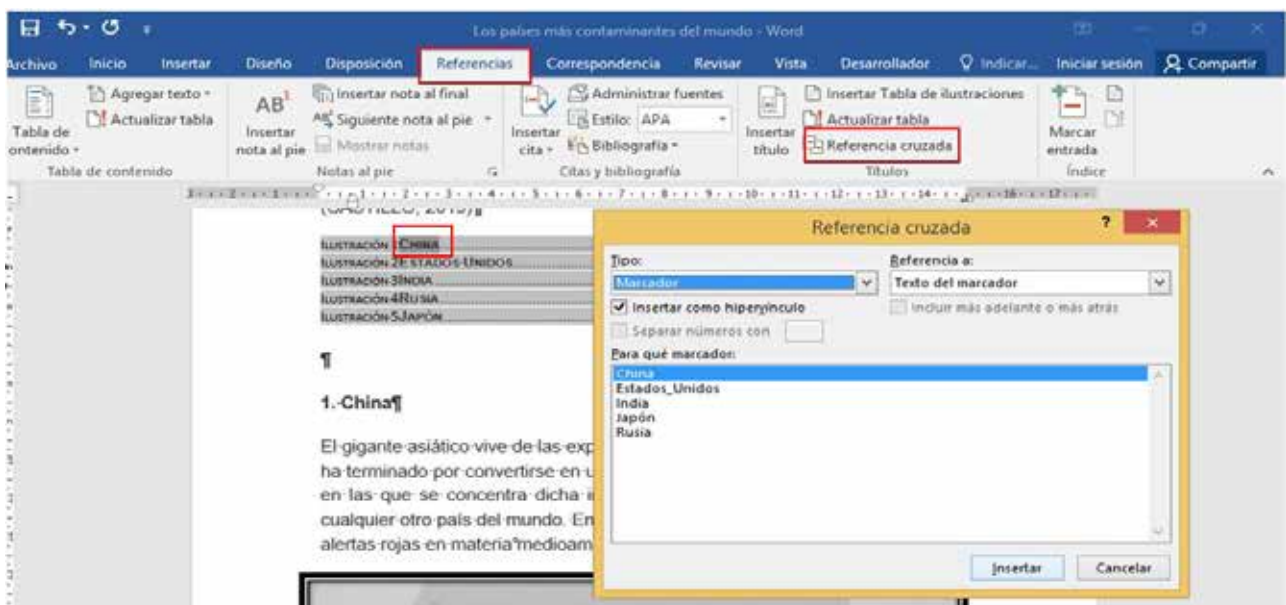 Los países más contaminantes del mundo - Word
Archivo Inicio Insertar Diseño Disposición Referencias Correspondencia Revisar Vista Desarrollador Indicar... Iniciar sesión Compartir
Tabla de contenido
Agregar texto
Actualizar tabla
Tabla de contenido
AB1
Insertar nota al pie
Insertar nota al final
Siguiente nota al pie
Mostrar notas
Notas al pie
Insertar cita
Administrar fuentes
Estilo: APA
Bibliografía
Citas y bibliografía
Insertar título
Insertar Tabla de ilustraciones
Actualizar tabla
Referencia cruzada
Títulos
Marcar entrada
Índice
ILUSTRACIÓN 1CHINA
ILUSTRACIÓN 2ESTADOS UNIDOS
ILUSTRACIÓN 3INDIA
ILUSTRACIÓN 4RUSIA
ILUSTRACIÓN 5JAPÓN
¶
1. China¶
El gigante asiático vive de las exp
ha terminado por convertirse en u
en las que se concentra dicha i
cualquier otro país del mundo. En
alertas rojas en materia medioam
Referencia cruzada
? ×
Tipo: Referencia a:
Marcador Texto del marcador
Insertar como hipervínculo Incluir más adelante o más atrás
Separar números con
Para qué marcador:
China
Estados_Unidos
India
Japón
Rusia
Insertar Cancelar